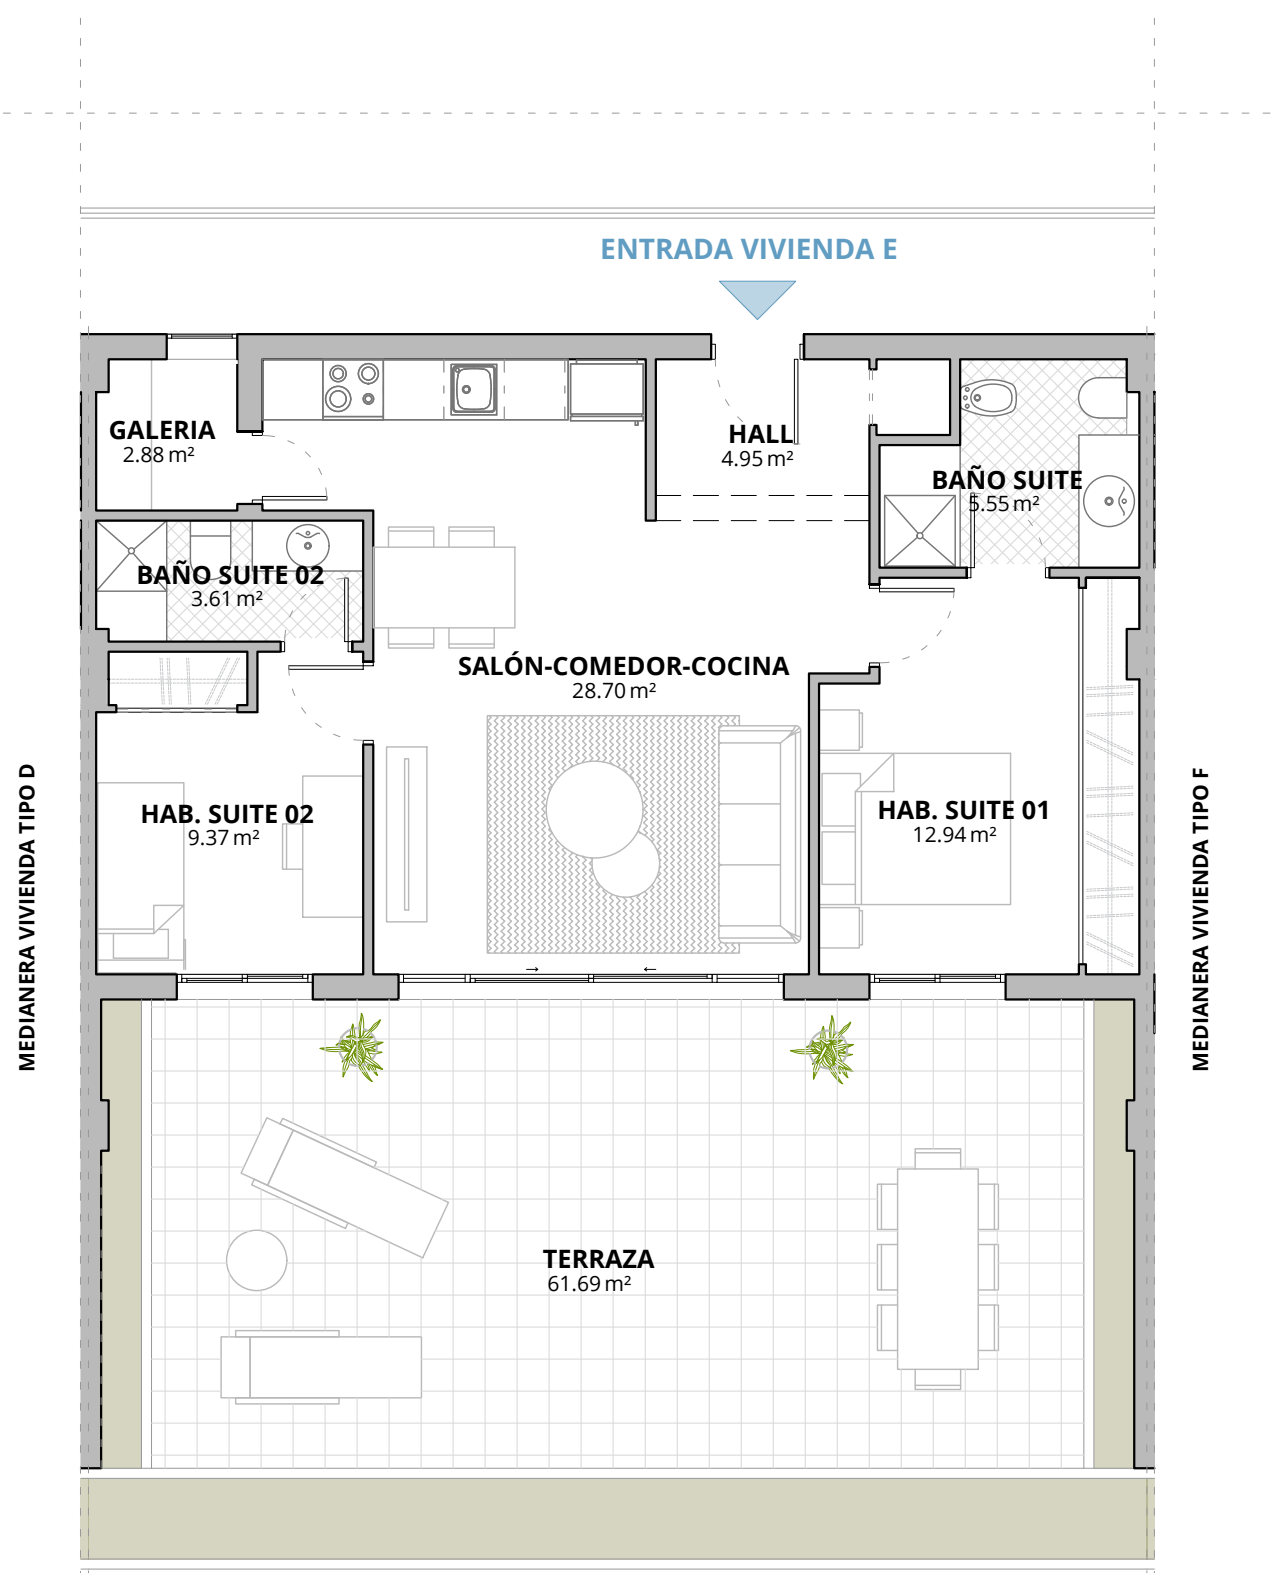 ENTRADA VIVIENDA E
GALERIA
2.88 m²
HALL
4.95 m²
BAÑO SUITE
5.55 m²
BAÑO SUITE 02
3.61 m²
SALÓN-COMEDOR-COCINA
28.70 m²
HAB. SUITE 02
9.37 m²
HAB. SUITE 01
12.94 m²
MEDIANERA VIVIENDA TIPO D
MEDIANERA VIVIENDA TIPO F
TERRAZA
61.69 m²